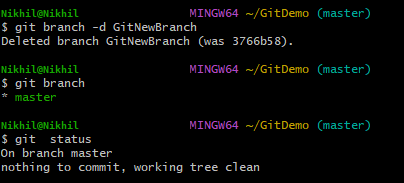 Nikhil@Nikhil MINGW64 ~/GitDemo (master)
$ git branch -d GitNewBranch
Deleted branch GitNewBranch (was 3766b58).
Nikhil@Nikhil MINGW64 ~/GitDemo (master)
$ git branch
* master
Nikhil@Nikhil MINGW64 ~/GitDemo (master)
$ git  status
On branch master
nothing to commit, working tree clean